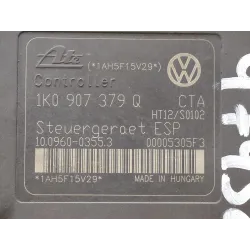 Ate (*1AH5F15V29*)
Controller
1K0 907 379 Q CTA
HT12/S0102
Steuergeraet ESP
10.0960-0355.3 00005305F3
*1AH5F15V29*
MADE IN HUNGARY